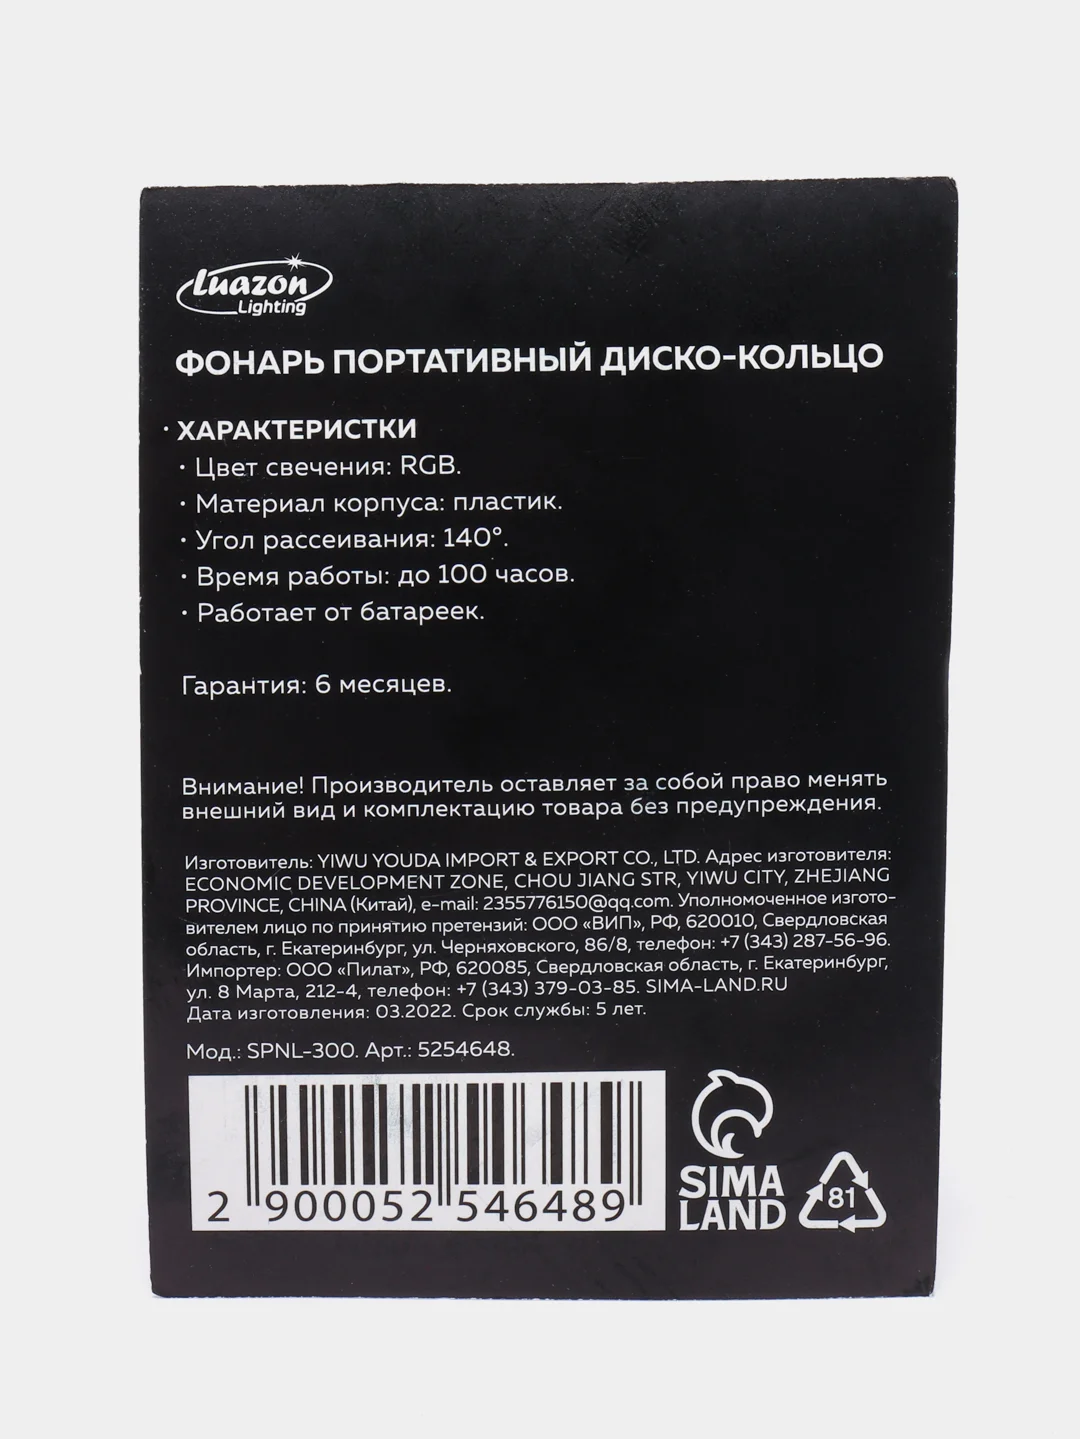 Luazon
Lighting
ФОНАРЬ ПОРТАТИВНЫЙ ДИСКО-КОЛЬЦО
· ХАРАКТЕРИСТКИ
· Цвет свечения: RGB.
· Материал корпуса: пластик.
· Угол рассеивания: 140°.
· Время работы: до 100 часов.
· Работает от батареек.
Гарантия: 6 месяцев.
Внимание! Производитель оставляет за собой право менять
внешний вид и комплектацию товара без предупреждения.
Изготовитель: YIWU YOUDA IMPORT & EXPORT CO., LTD. Адрес изготовителя:
ECONOMIC DEVELOPMENT ZONE, CHOU JIANG STR, YIWU CITY, ZHEJIANG
PROVINCE, CHINA (Китай), e-mail: 2355776150@qq.com. Уполномоченное изгото-
вителем лицо по принятию претензий: ООО «ВИП», РФ, 620010, Свердловская
область, г. Екатеринбург, ул. Черняховского, 86/8, телефон: +7 (343) 287-56-96.
Импортер: ООО «Пилат», РФ, 620085, Свердловская область, г. Екатеринбург,
ул. 8 Марта, 212-4, телефон: +7 (343) 379-03-85. SIMA-LAND.RU
Дата изготовления: 03.2022. Срок службы: 5 лет.
Мод.: SPNL-300. Арт.: 5254648.
2 900052 546489
SIMA
LAND
81